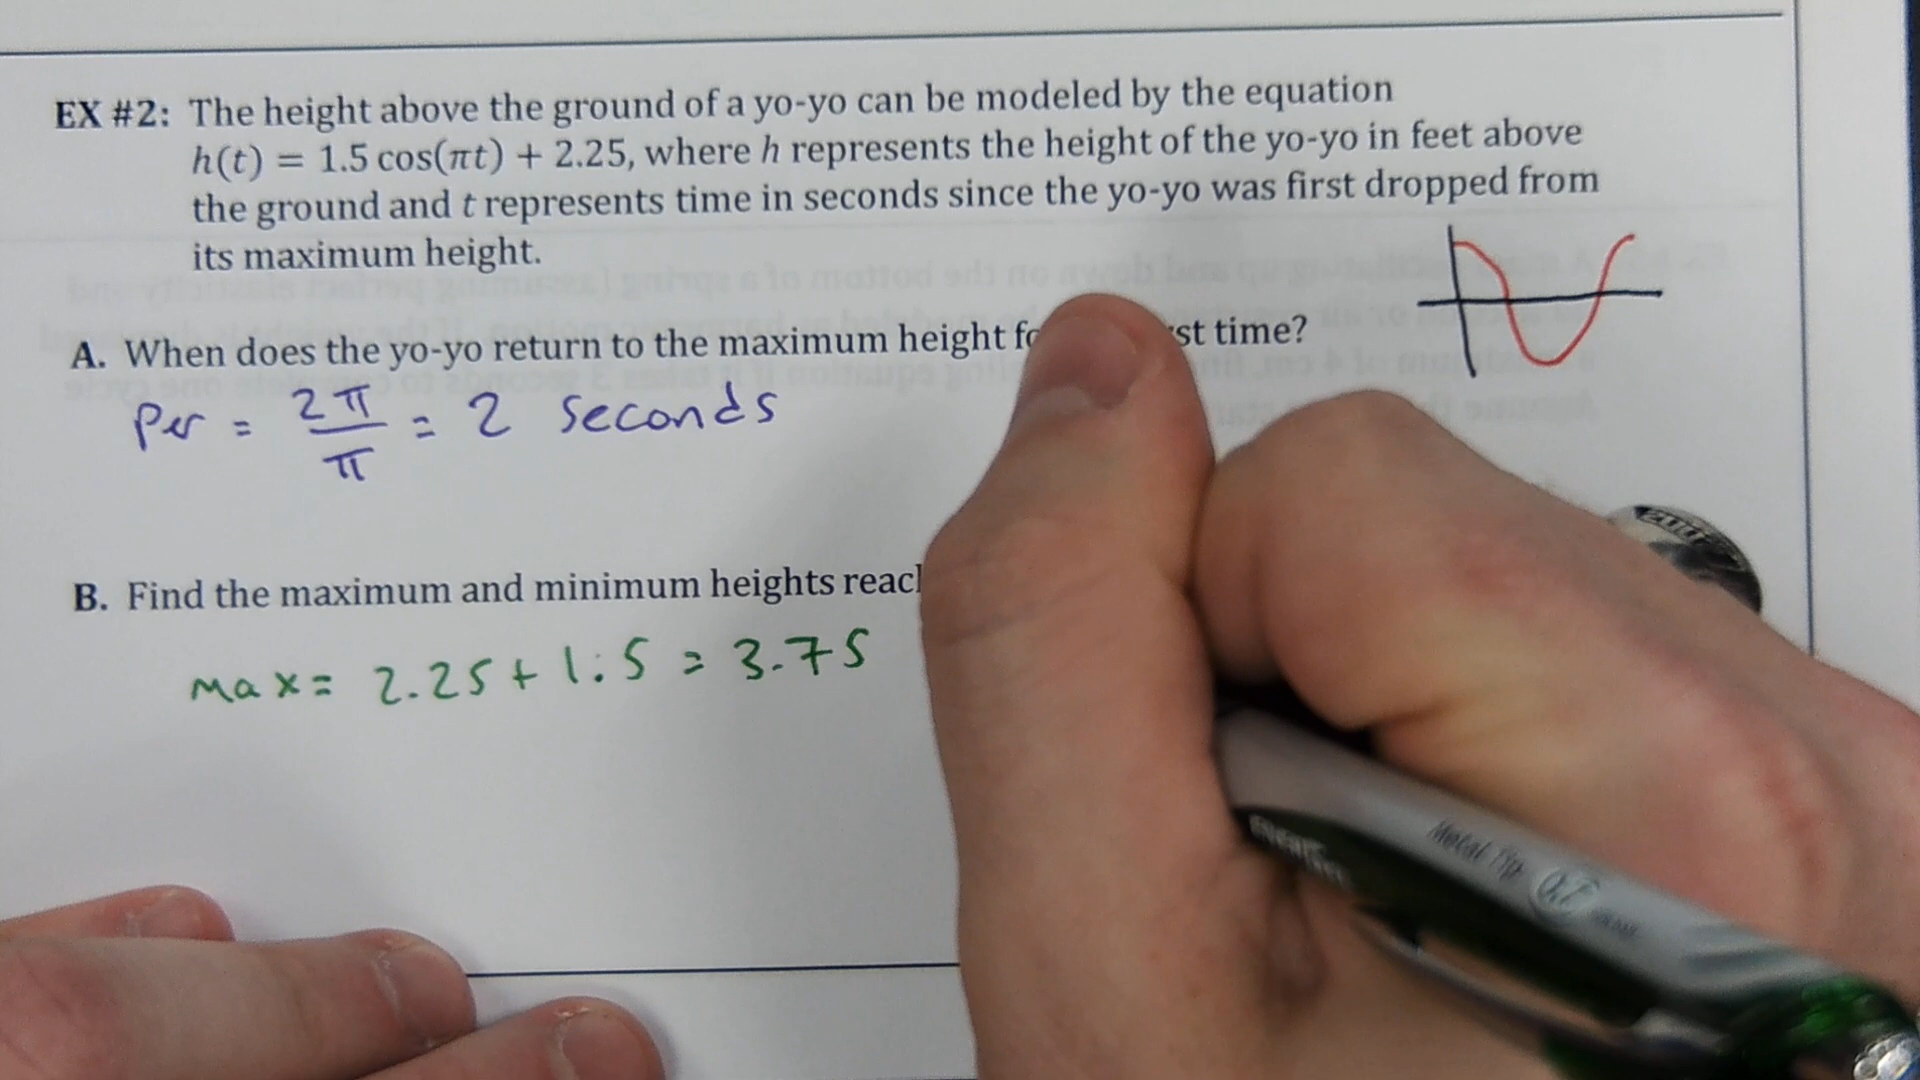 EX #2: The height above the ground of a yo-yo can be modeled by the equation
h(t) = 1.5 cos(πt) + 2.25, where h represents the height of the yo-yo in feet above
the ground and t represents time in seconds since the yo-yo was first dropped from
its maximum height.
A. When does the yo-yo return to the maximum height st time?
Per = 2π/π = 2 seconds
B. Find the maximum and minimum heights
max = 2.25 + 1.5 = 3.75
Metal Tip 0.7